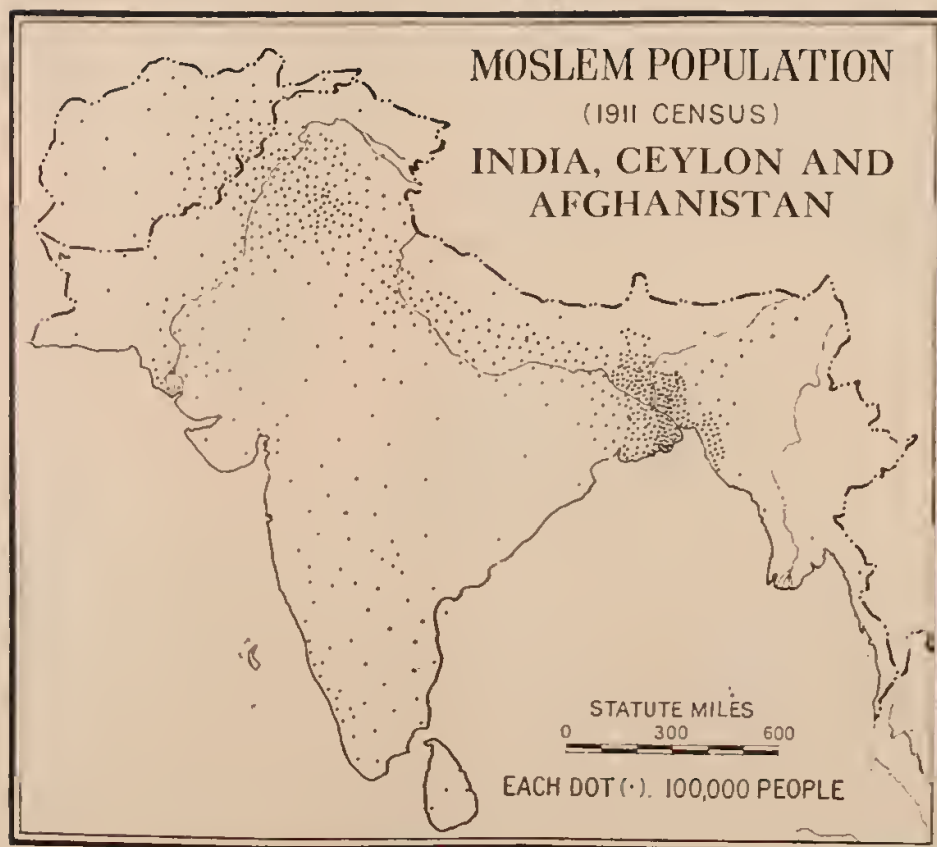 MOSLEM POPULATION
(1911 CENSUS)
INDIA, CEYLON AND
AFGHANISTAN
STATUTE MILES
0 300 600
EACH DOT (·). 100,000 PEOPLE